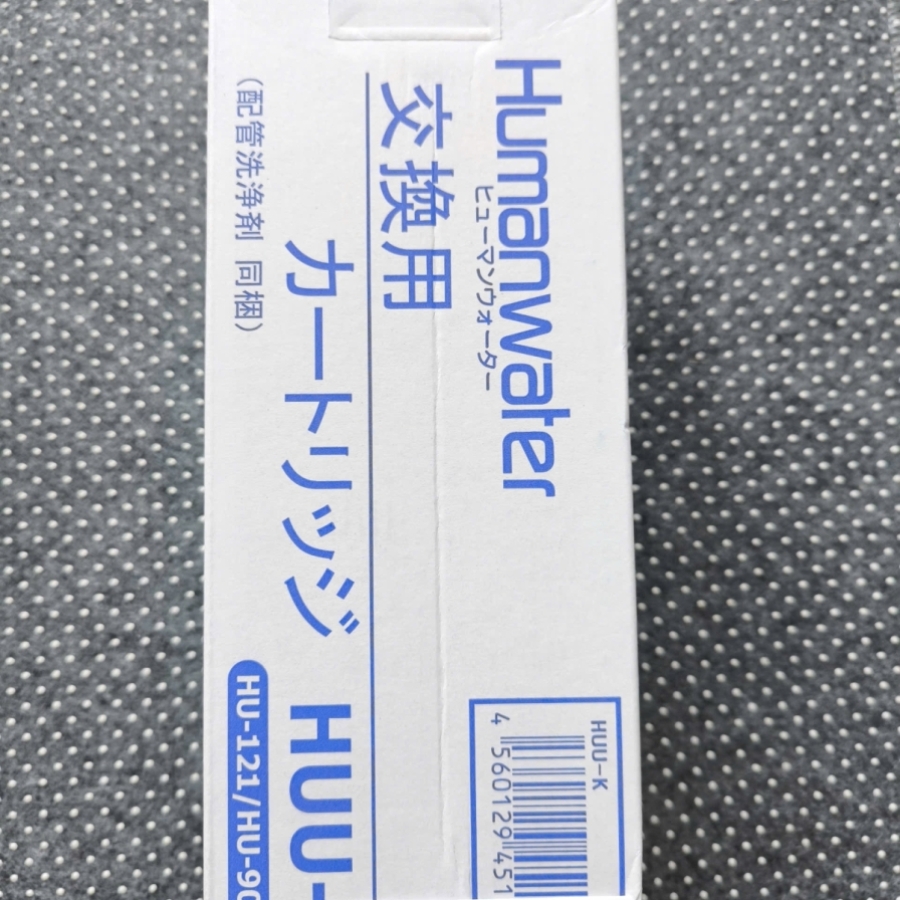 Humanwater
ヒューマンウォーター
交換用
カートリッジ HUU-
(配管洗浄剤 同梱)
HU-121/HU-90
HUU-K
4 560129 451